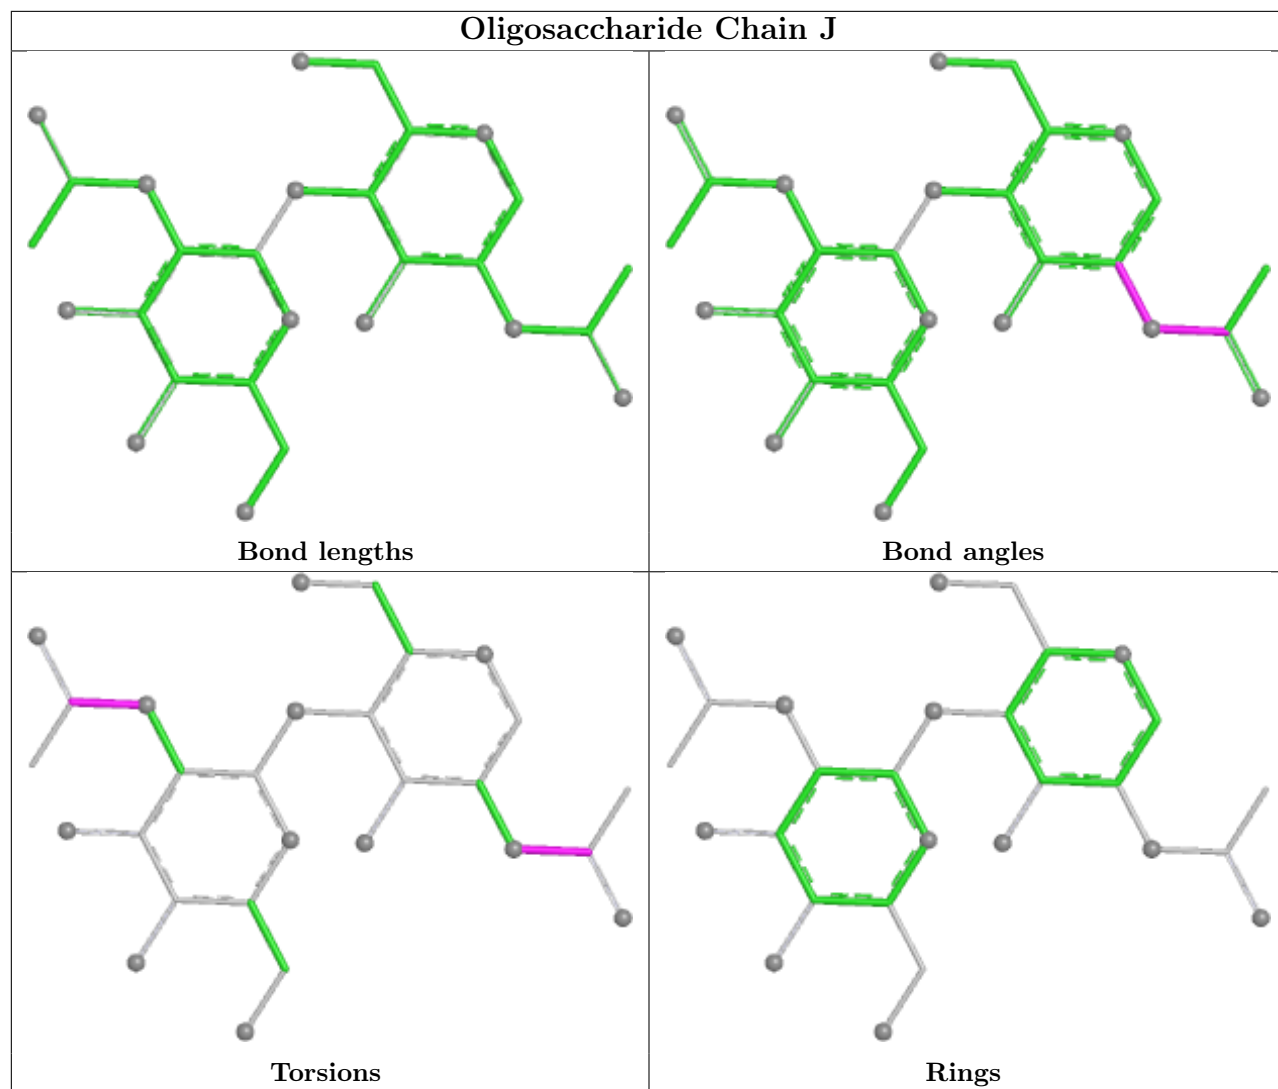 Oligosaccharide Chain J
Bond lengths
Bond angles
Torsions
Rings